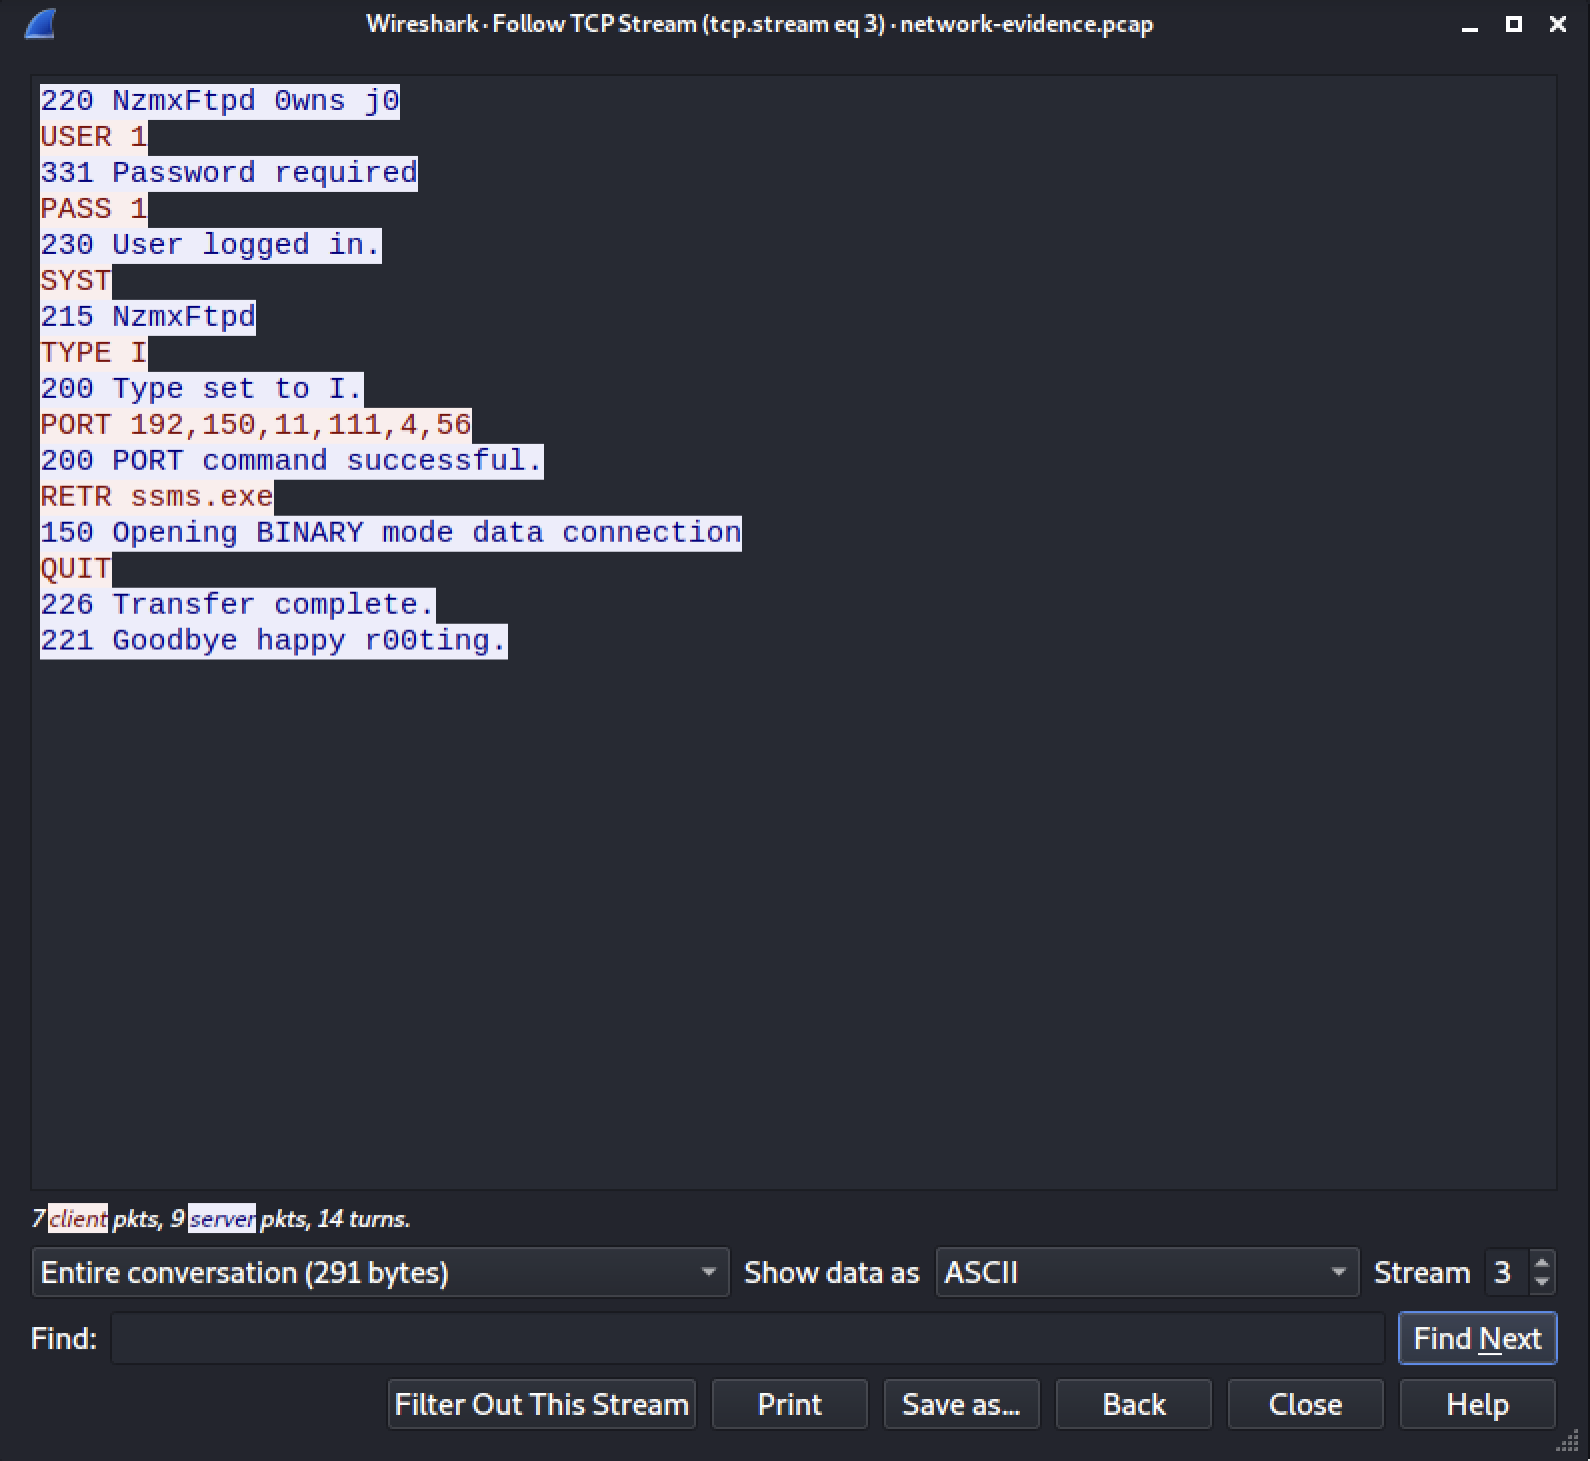 Wireshark · Follow TCP Stream (tcp.stream eq 3) · network-evidence.pcap
220 NzmxFtpd 0wns j0
USER 1
331 Password required
PASS 1
230 User logged in.
SYST
215 NzmxFtpd
TYPE I
200 Type set to I.
PORT 192,150,11,111,4,56
200 PORT command successful.
RETR ssms.exe
150 Opening BINARY mode data connection
QUIT
226 Transfer complete.
221 Goodbye happy r00ting.
7 client pkts, 9 server pkts, 14 turns.
Entire conversation (291 bytes) Show data as ASCII Stream 3
Find: Find Next
Filter Out This Stream Print Save as... Back Close Help